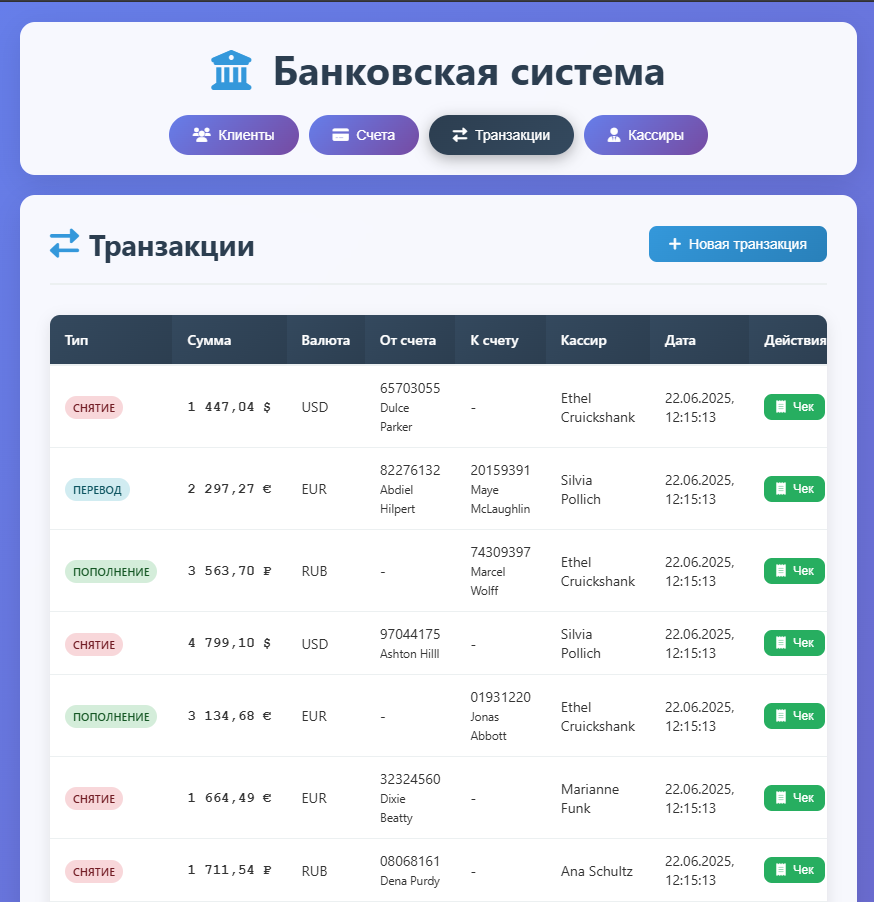 Банковская система
Клиенты
Счета
Транзакции
Кассиры
Транзакции
Новая транзакция
Тип Сумма Валюта От счета К счету Кассир Дата Действия
СНЯТИЕ 1 447,04 $ USD 65703055 Dulce Parker - Ethel Cruickshank 22.06.2025, 12:15:13 Чек
ПЕРЕВОД 2 297,27 € EUR 82276132 Abdiel Hilpert 20159391 Maye McLaughlin Silvia Pollich 22.06.2025, 12:15:13 Чек
ПОПОЛНЕНИЕ 3 563,70 ₽ RUB - 74309397 Marcel Wolff Ethel Cruickshank 22.06.2025, 12:15:13 Чек
СНЯТИЕ 4 799,10 $ USD 97044175 Ashton Hilll - Silvia Pollich 22.06.2025, 12:15:13 Чек
ПОПОЛНЕНИЕ 3 134,68 € EUR - 01931220 Jonas Abbott Ethel Cruickshank 22.06.2025, 12:15:13 Чек
СНЯТИЕ 1 664,49 € EUR 32324560 Dixie Beatty - Marianne Funk 22.06.2025, 12:15:13 Чек
СНЯТИЕ 1 711,54 ₽ RUB 08068161 Dena Purdy - Ana Schultz 22.06.2025, 12:15:13 Чек